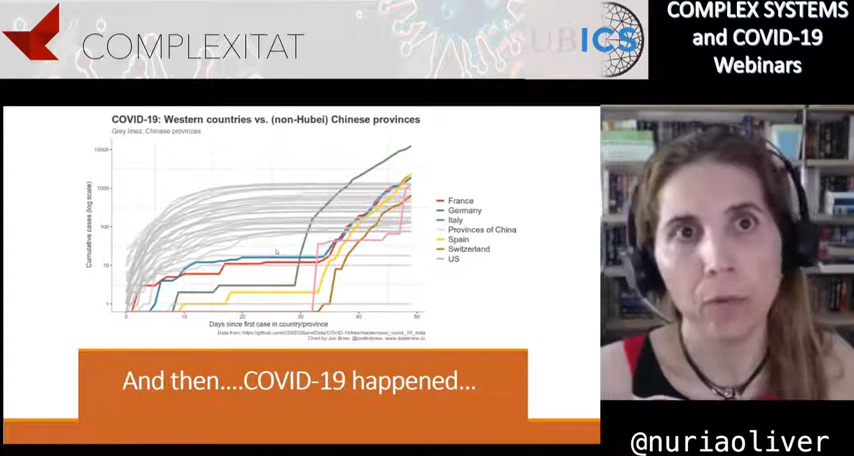 COMPLEXITAT
UBICS
COMPLEX SYSTEMS
and COVID-19
Webinars
COVID-19: Western countries vs. (non-Hubei) Chinese provinces
Grey lines: Chinese provinces
Cumulative cases (log scale)
10000
1000
100
10
1
0
10
20
30
40
50
Days since first case in country/province
France
Germany
Italy
Provinces of China
Spain
Switzerland
US
And then....COVID-19 happened...
@nuriaoliver